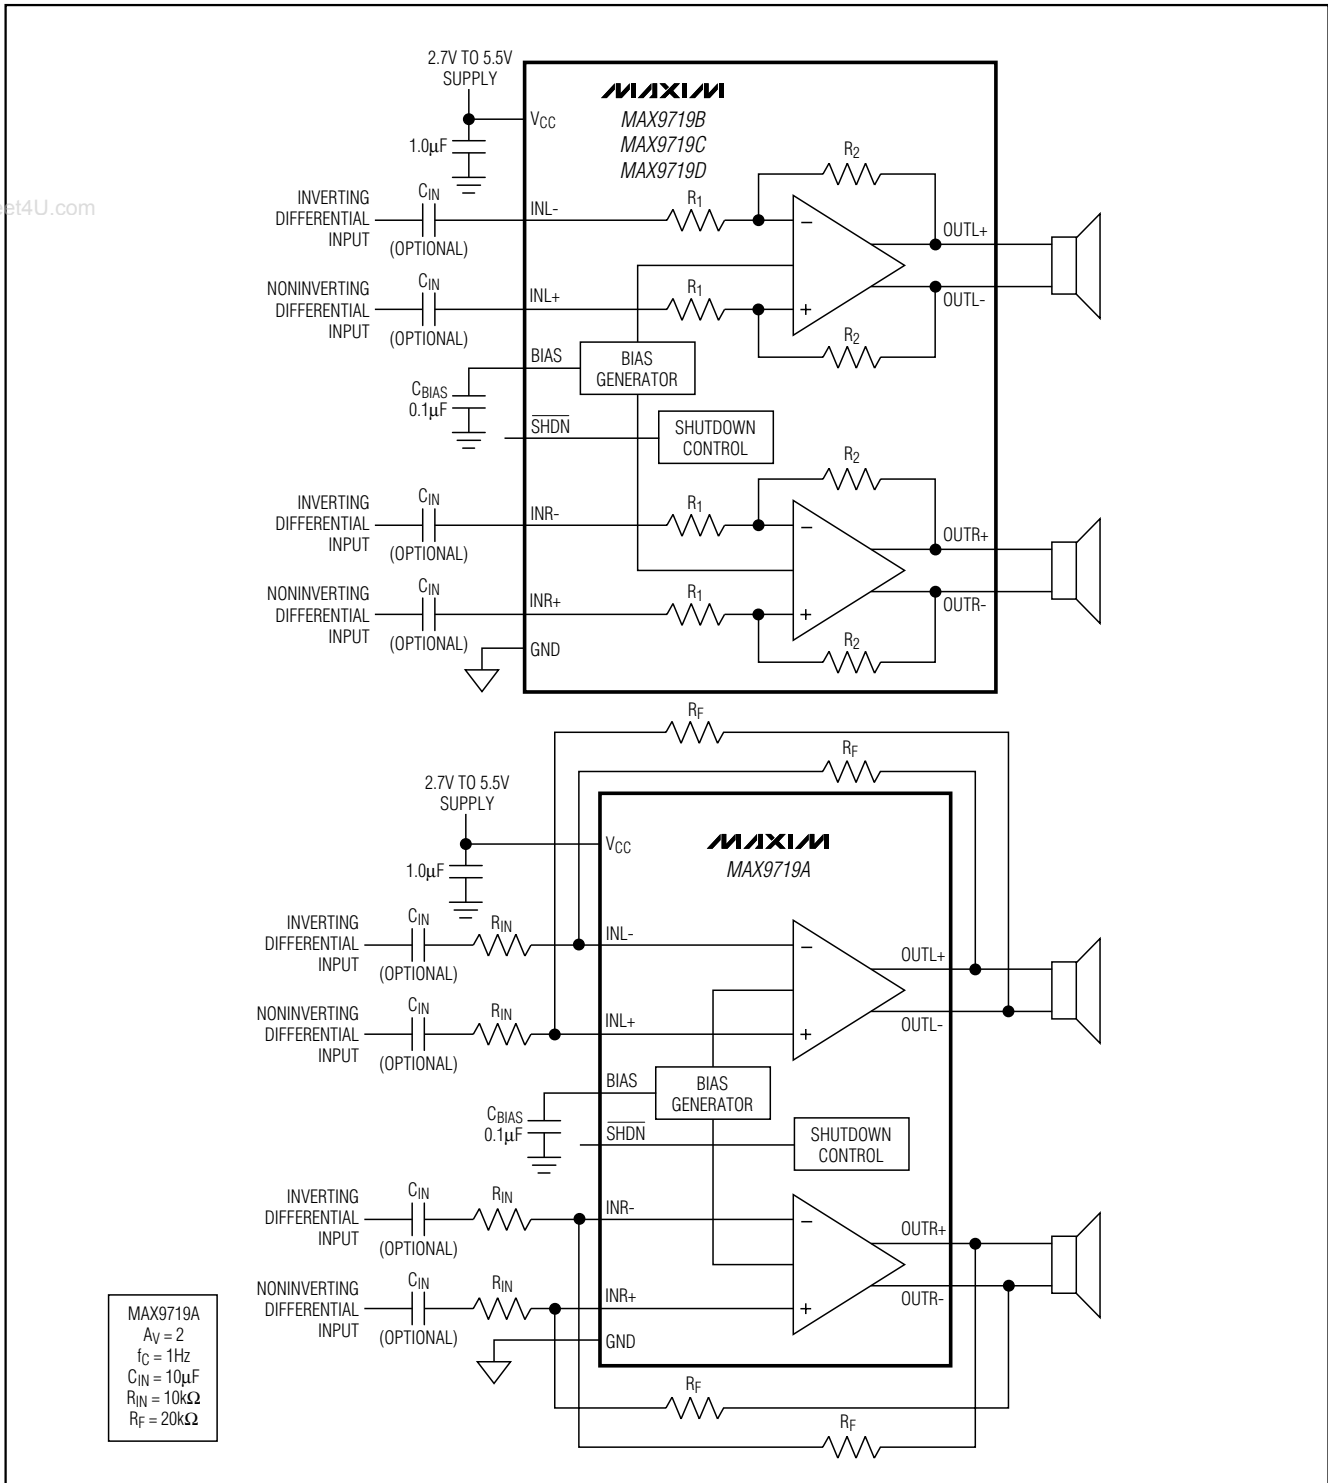 2.7V TO 5.5V
SUPPLY
MAXIM
VCC
MAX9719B
MAX9719C
MAX9719D
1.0µF
R2
et4U.com
INVERTING
DIFFERENTIAL
INPUT
CIN
(OPTIONAL)
INL-
R1
−
OUTL+
NONINVERTING
DIFFERENTIAL
INPUT
CIN
(OPTIONAL)
INL+
R1
+
OUTL-
R2
BIAS
BIAS
GENERATOR
CBIAS
0.1µF
SHDN
SHUTDOWN
CONTROL
R2
INVERTING
DIFFERENTIAL
INPUT
CIN
(OPTIONAL)
INR-
R1
−
OUTR+
NONINVERTING
DIFFERENTIAL
INPUT
CIN
(OPTIONAL)
INR+
R1
+
OUTR-
R2
GND
RF
RF
2.7V TO 5.5V
SUPPLY
VCC
MAXIM
MAX9719A
1.0µF
INVERTING
DIFFERENTIAL
INPUT
CIN
(OPTIONAL)
RIN
INL-
−
OUTL+
NONINVERTING
DIFFERENTIAL
INPUT
CIN
(OPTIONAL)
RIN
INL+
+
OUTL-
BIAS
BIAS
GENERATOR
CBIAS
0.1µF
SHDN
SHUTDOWN
CONTROL
INVERTING
DIFFERENTIAL
INPUT
CIN
(OPTIONAL)
RIN
INR-
−
OUTR+
NONINVERTING
DIFFERENTIAL
INPUT
CIN
(OPTIONAL)
RIN
INR+
+
OUTR-
GND
RF
RF
MAX9719A
AV = 2
fC = 1Hz
CIN = 10µF
RIN = 10kΩ
RF = 20kΩ